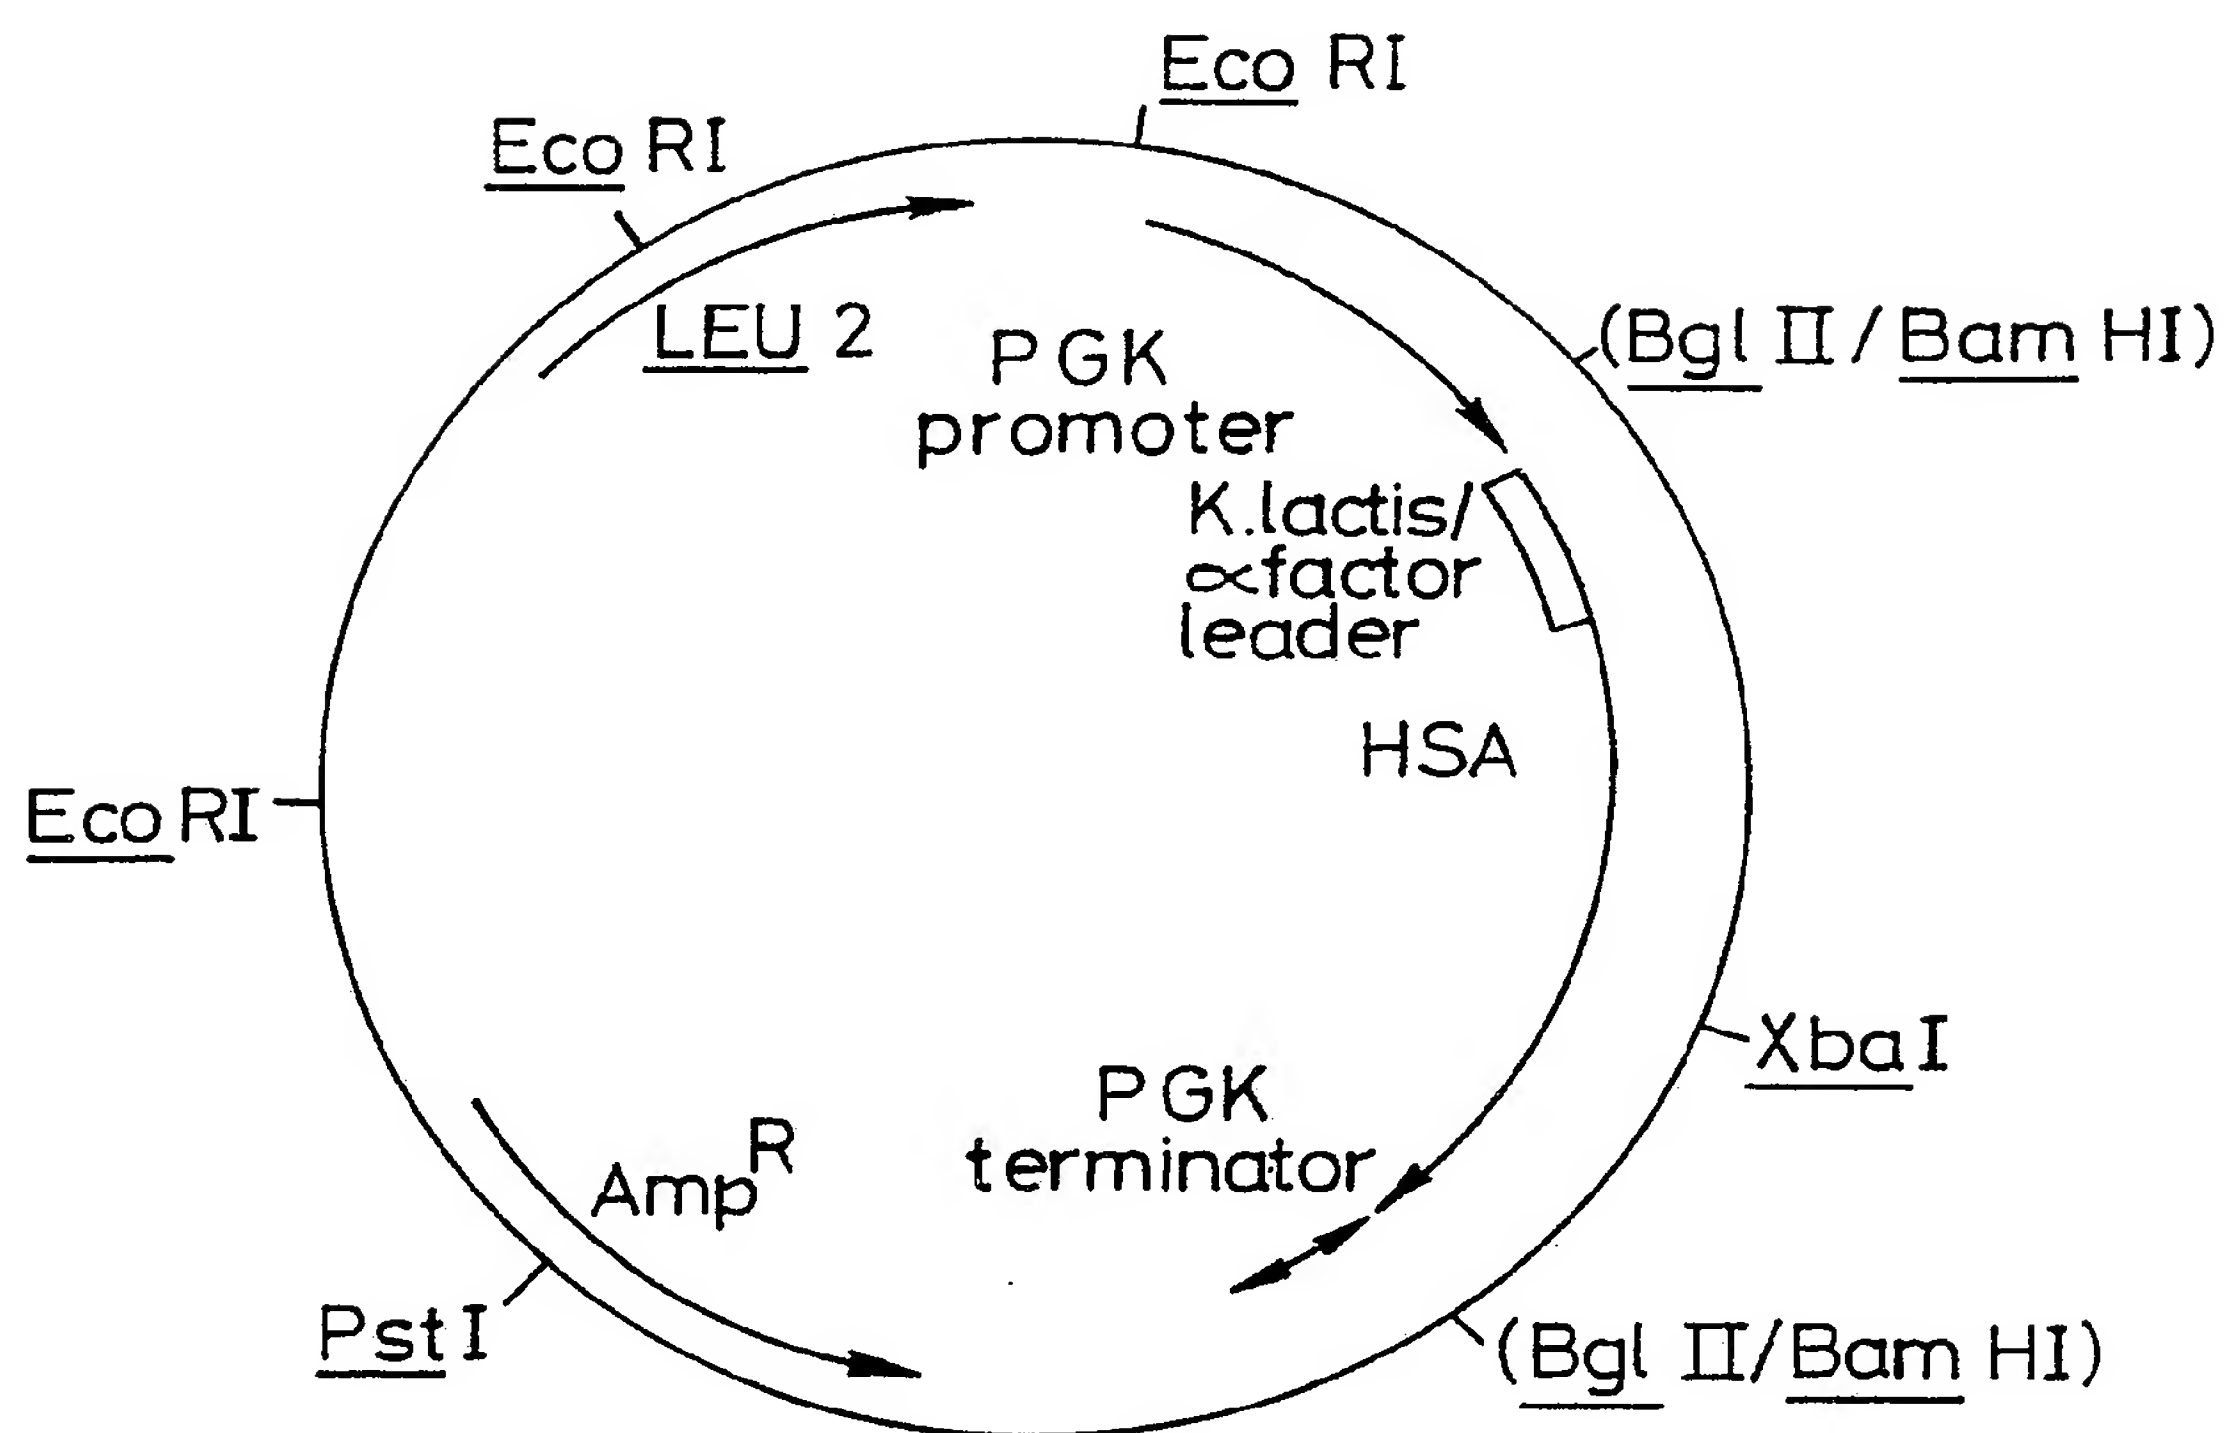 Eco RI
Eco RI
LEU 2
(Bgl II / Bam HI)
PGK
promoter
K.lactis/
∝factor
leader
HSA
Eco RI
Xba I
PGK
terminator
Amp^R
Pst I
(Bgl II/Bam HI)